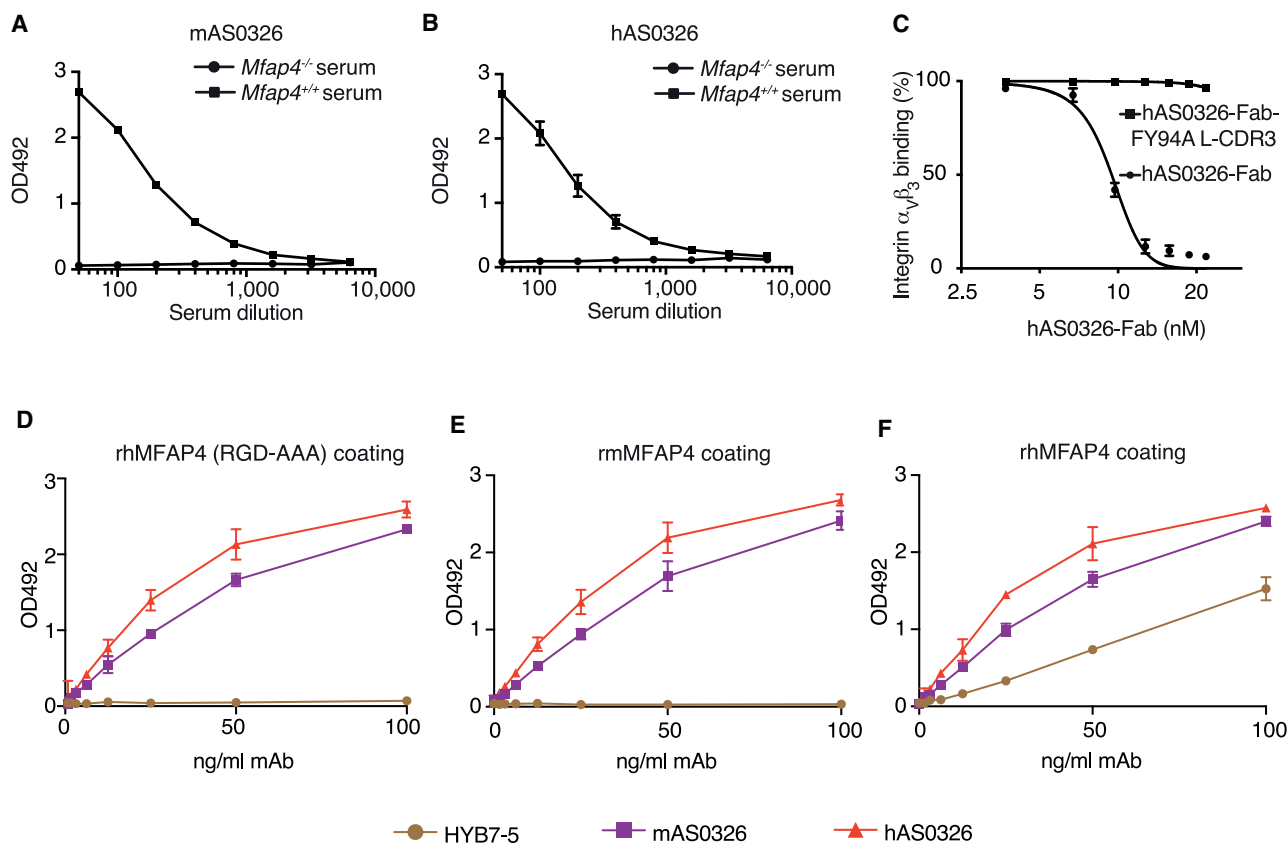 A
mAS0326
Mfap4-/- serum
Mfap4+/+ serum
OD492
3
2
1
0
100
1,000
10,000
Serum dilution
B
hAS0326
Mfap4-/- serum
Mfap4+/+ serum
OD492
3
2
1
0
100
1,000
10,000
Serum dilution
C
Integrin αVβ3 binding (%)
100
50
0
hAS0326-Fab-
FY94A L-CDR3
hAS0326-Fab
2.5
5
10
20
hAS0326-Fab (nM)
D
rhMFAP4 (RGD-AAA) coating
OD492
3
2
1
0
0
50
100
ng/ml mAb
E
rmMFAP4 coating
OD492
3
2
1
0
0
50
100
ng/ml mAb
F
rhMFAP4 coating
OD492
3
2
1
0
0
50
100
ng/ml mAb
HYB7-5
mAS0326
hAS0326